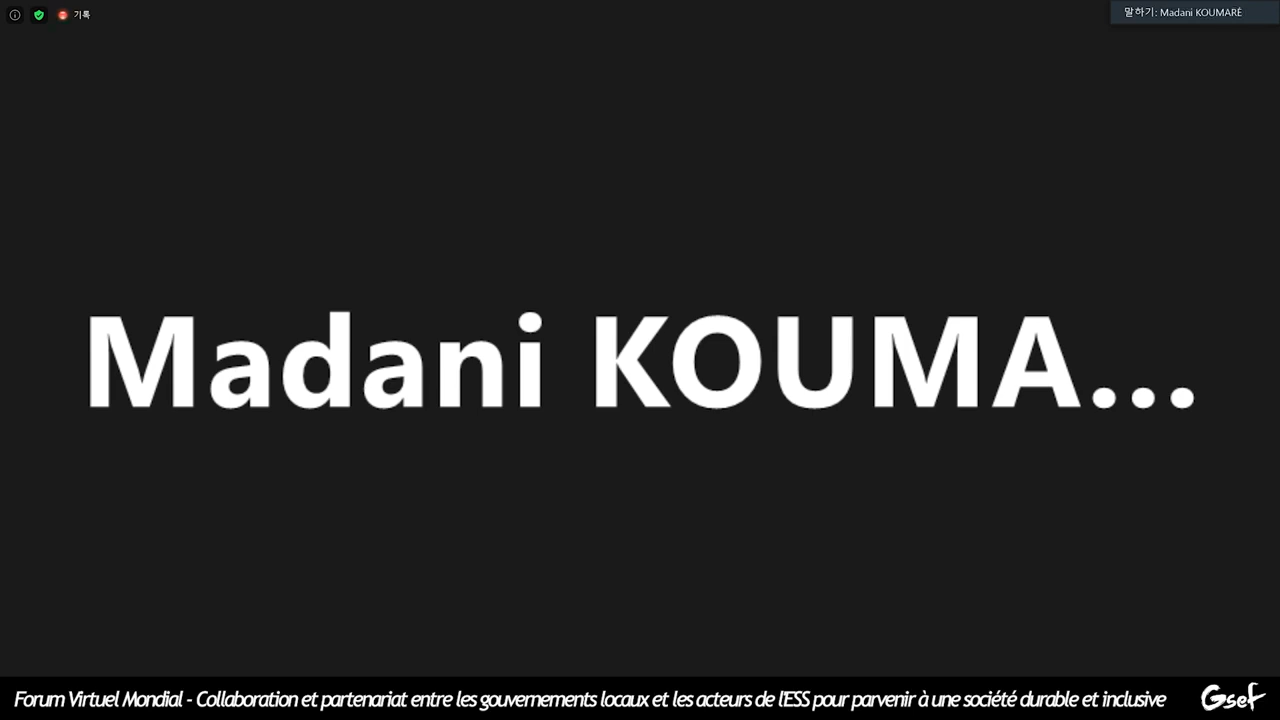 기록
말하기: Madani KOUMARÉ
Madani KOUMA...
Forum Virtuel Mondial - Collaboration et partenariat entre les gouvernements locaux et les acteurs de l'ESS pour parvenir à une société durable et inclusive
Gsef